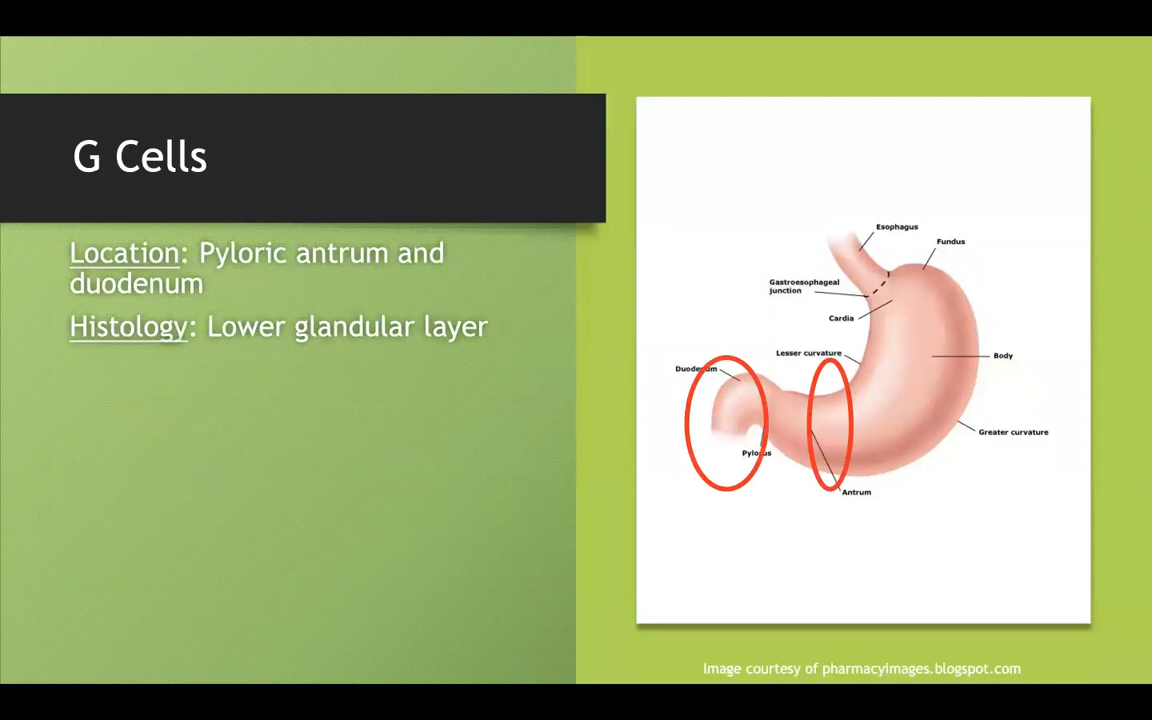 G Cells
Location: Pyloric antrum and
duodenum
Histology: Lower glandular layer
Esophagus
Fundus
Gastroesophageal
junction
Cardia
Lesser curvature
Body
Duodenum
Greater curvature
Pylorus
Antrum
Image courtesy of pharmacyimages.blogspot.com